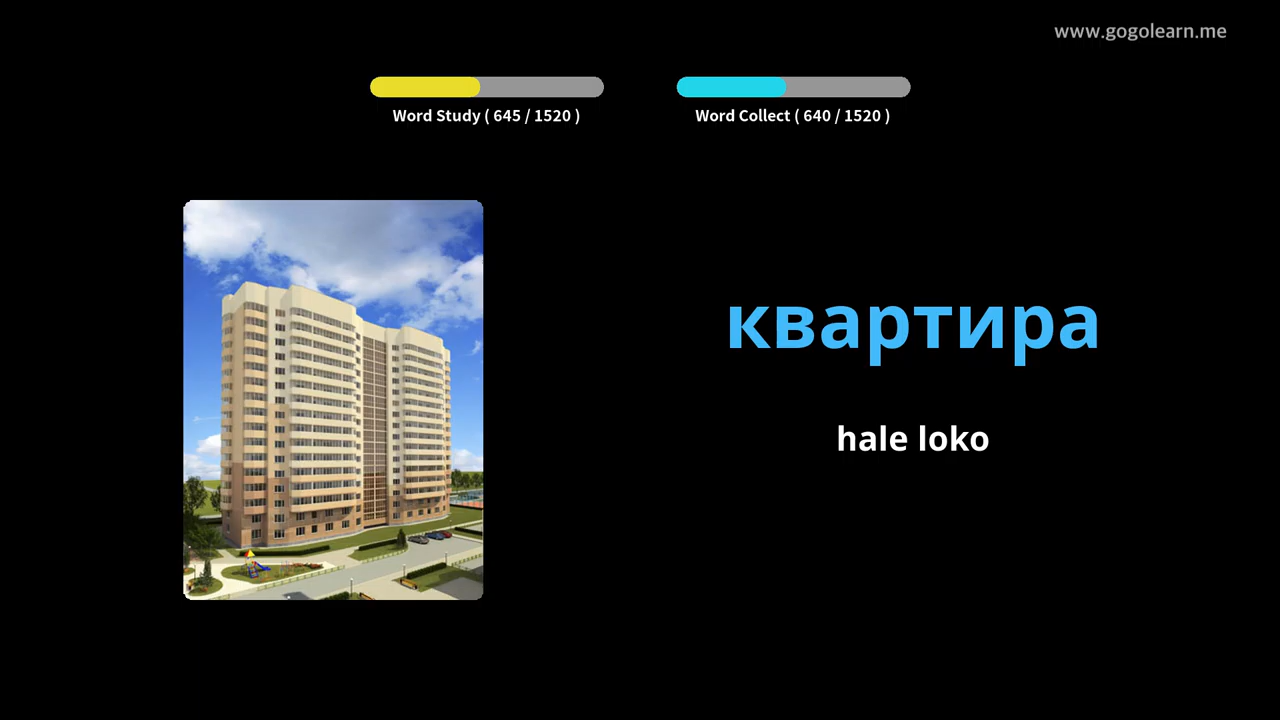 www.gogolearn.me
Word Study ( 645 / 1520 )
Word Collect ( 640 / 1520 )
квартира
hale loko